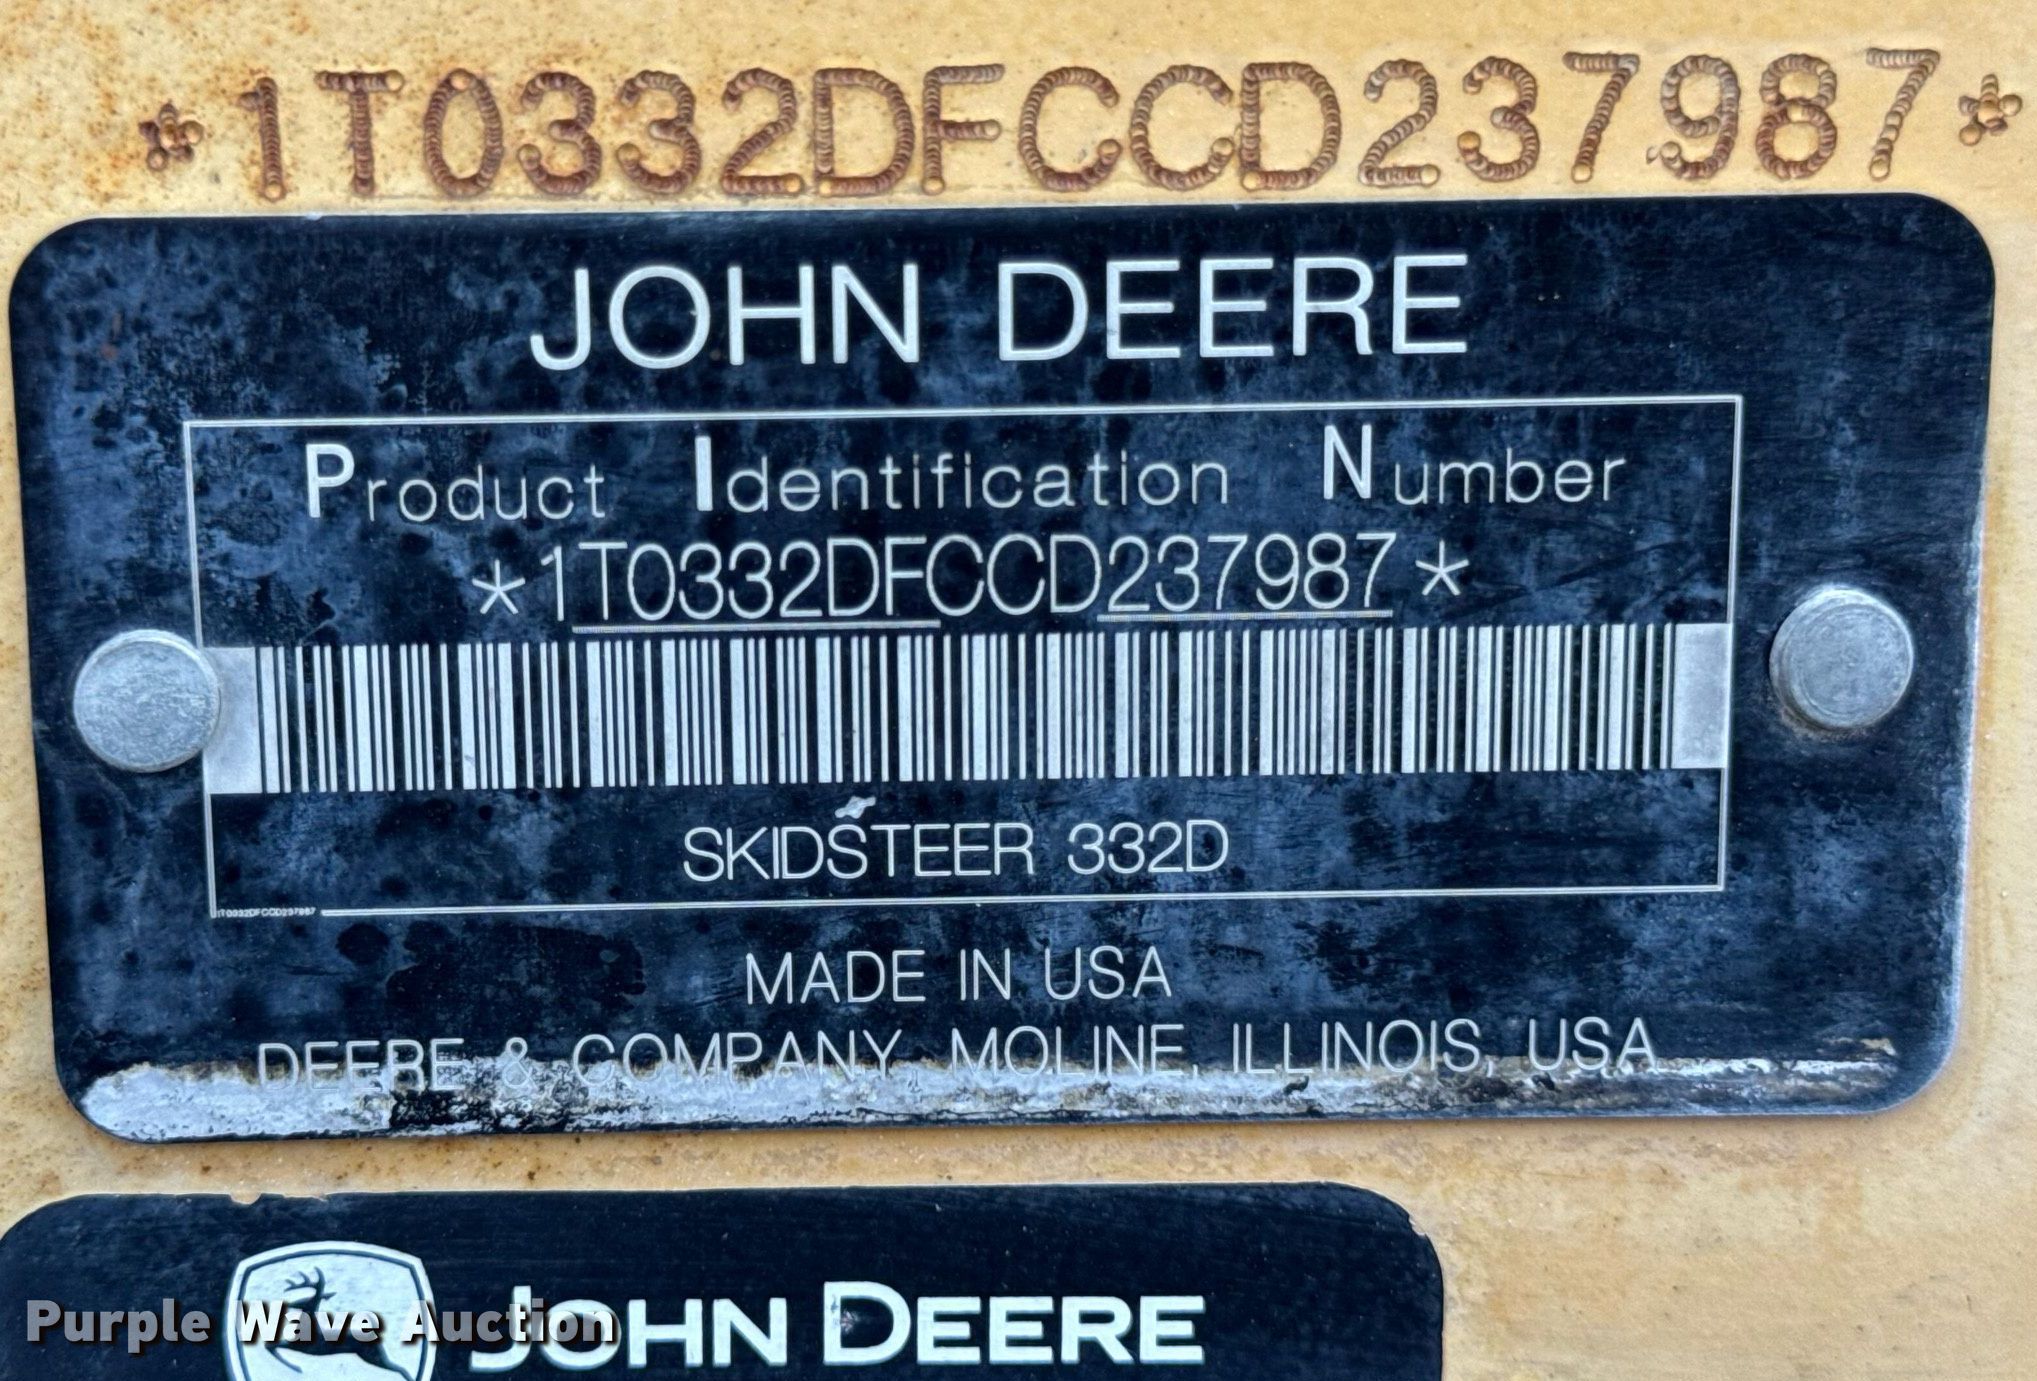 *1T0332DFCCD237987*
JOHN DEERE
Product Identification Number
*1T0332DFCCD237987*
SKIDSTEER 332D
1T0332DFCCD237987
MADE IN USA
DEERE & COMPANY, MOLINE, ILLINOIS, USA
JOHN DEERE
Purple Wave Auction